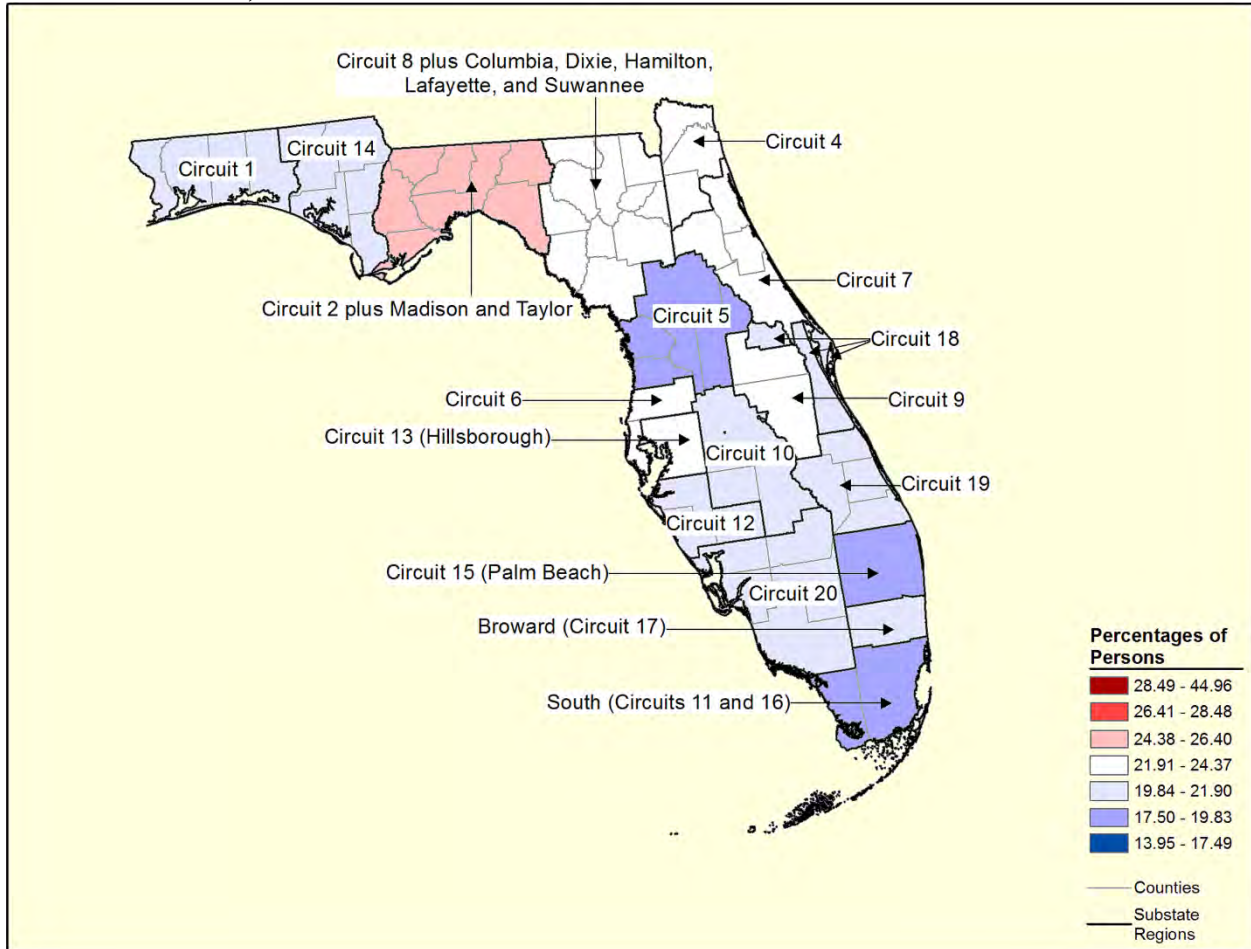 Circuit 8 plus Columbia, Dixie, Hamilton,
Lafayette, and Suwannee
Circuit 4
Circuit 14
Circuit 1
Circuit 7
Circuit 2 plus Madison and Taylor
Circuit 5
Circuit 18
Circuit 6
Circuit 9
Circuit 13 (Hillsborough)
Circuit 10
Circuit 19
Circuit 12
Circuit 15 (Palm Beach)
Circuit 20
Broward (Circuit 17)
South (Circuits 11 and 16)
Percentages of
Persons
28.49 - 44.96
26.41 - 28.48
24.38 - 26.40
21.91 - 24.37
19.84 - 21.90
17.50 - 19.83
13.95 - 17.49
Counties
Substate
Regions